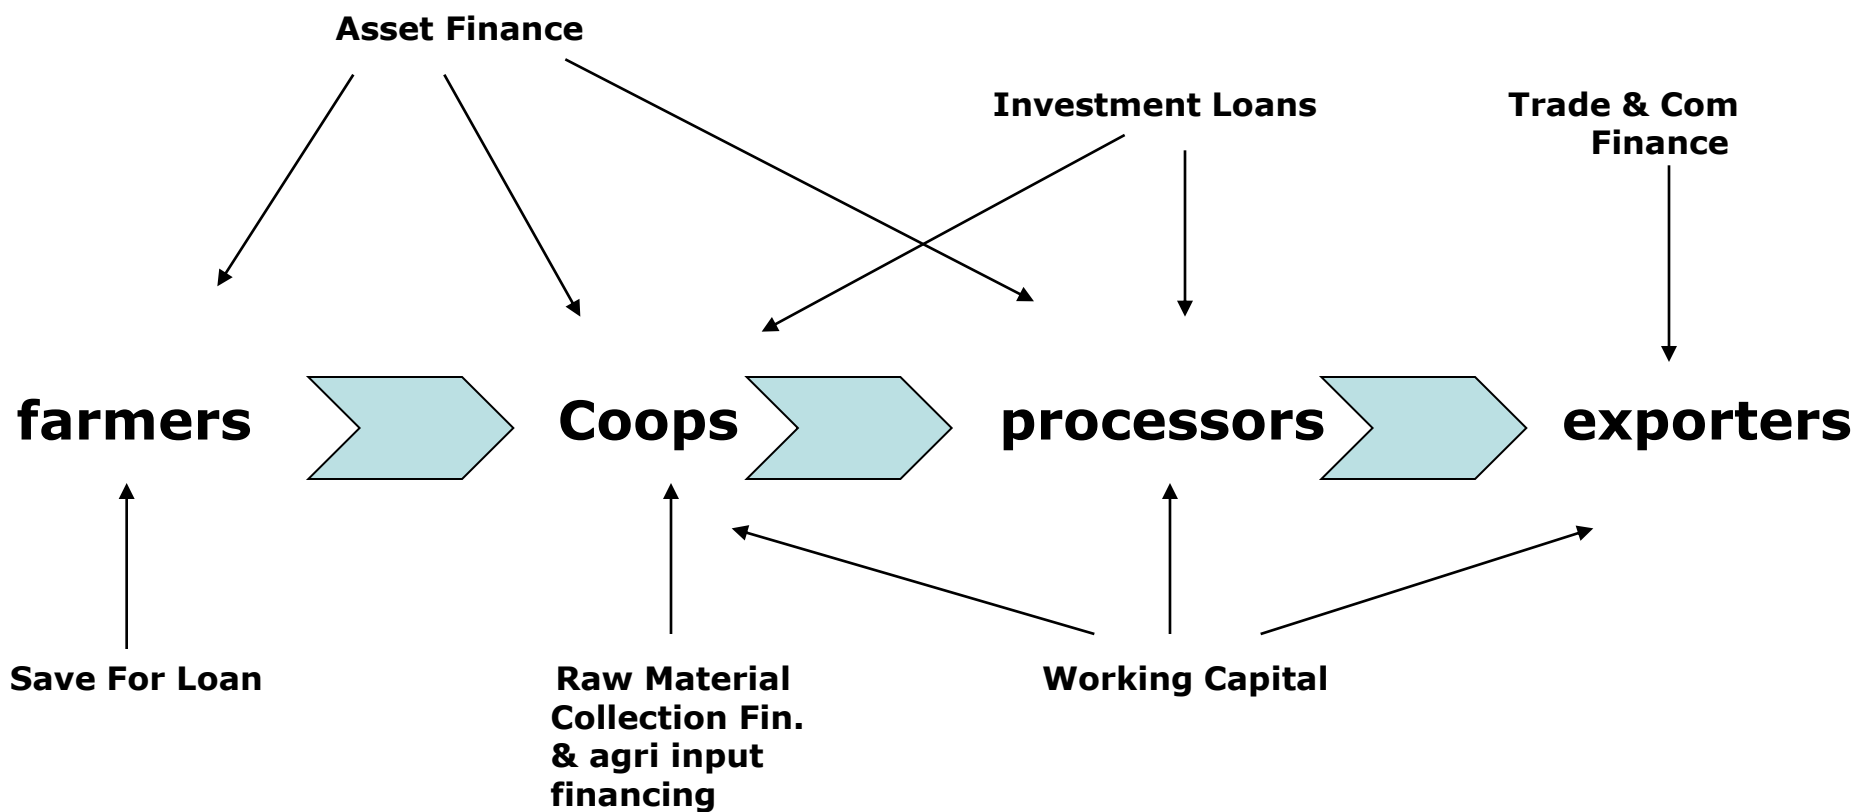 Asset Finance
Investment Loans
Trade & Com
Finance
farmers
Coops
processors
exporters
Save For Loan
Raw Material
Collection Fin.
& agri input
financing
Working Capital